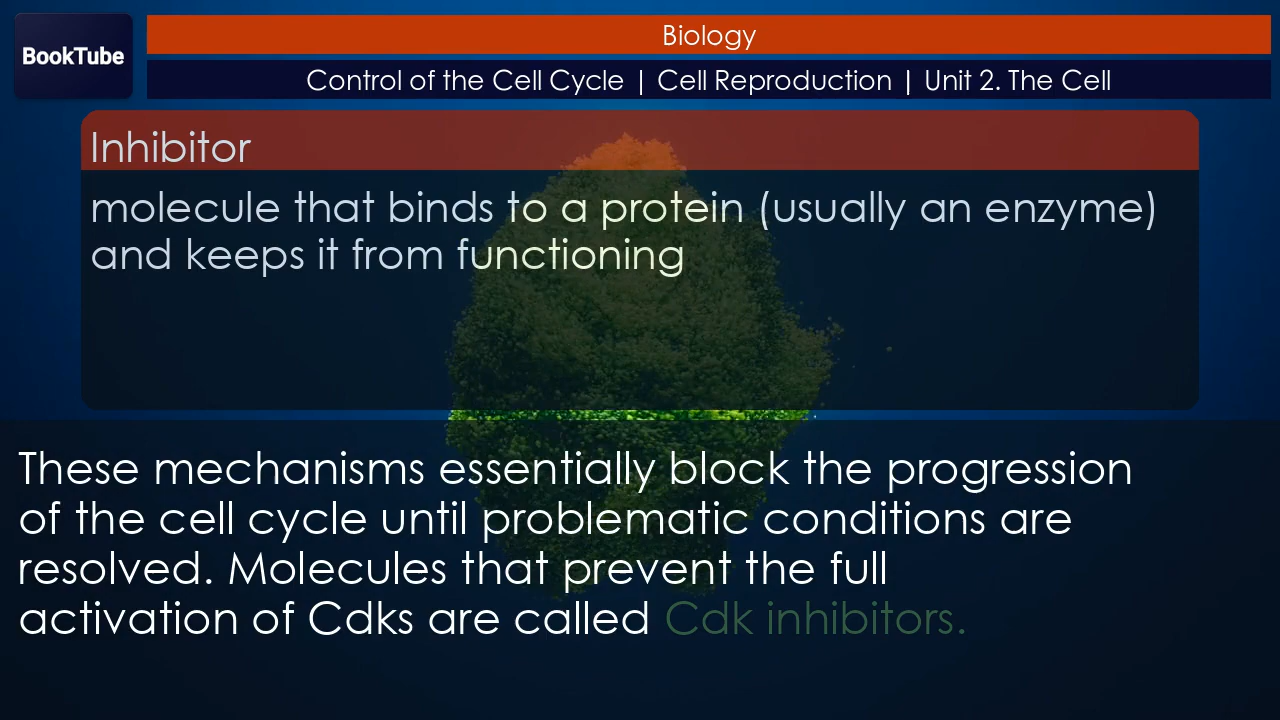 BookTube
Biology
Control of the Cell Cycle | Cell Reproduction | Unit 2. The Cell
Inhibitor
molecule that binds to a protein (usually an enzyme)
and keeps it from functioning
These mechanisms essentially block the progression
of the cell cycle until problematic conditions are
resolved. Molecules that prevent the full
activation of Cdks are called Cdk inhibitors.